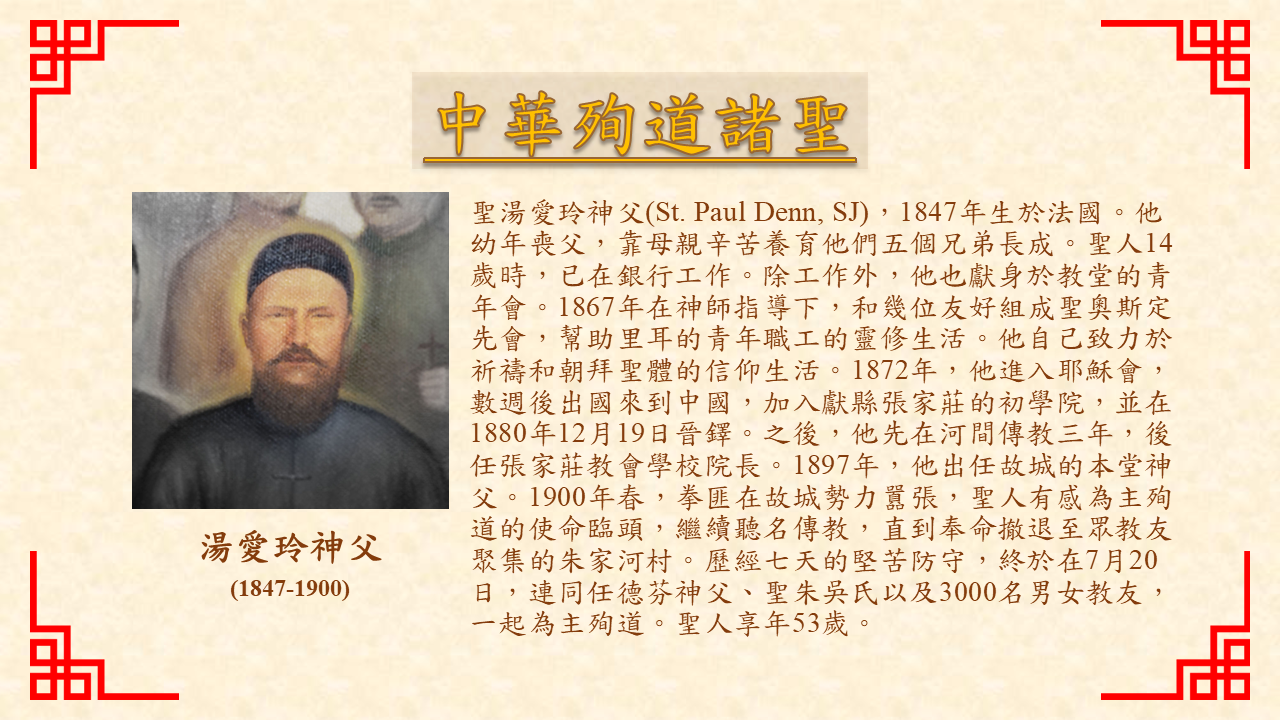 中華殉道諸聖
聖湯愛玲神父(St. Paul Denn, SJ)，1847年生於法國。他
幼年喪父，靠母親辛苦養育他們五個兄弟長成。聖人14
歲時，已在銀行工作。除工作外，他也獻身於教堂的青
年會。1867年在神師指導下，和幾位友好組成聖奧斯定
先會，幫助里耳的青年職工的靈修生活。他自己致力於
祈禱和朝拜聖體的信仰生活。1872年，他進入耶穌會，
數週後出國來到中國，加入獻縣張家莊的初學院，並在
1880年12月19日晉鐸。之後，他先在河間傳教三年，後
任張家莊教會學校院長。1897年，他出任故城的本堂神
父。1900年春，拳匪在故城勢力囂張，聖人有感為主殉
道的使命臨頭，繼續聽名傳教，直到奉命撤退至眾教友
聚集的朱家河村。歷經七天的堅苦防守，終於在7月20
日，連同任德芬神父、聖朱吳氏以及3000名男女教友，
一起為主殉道。聖人享年53歲。
湯愛玲神父
(1847-1900)